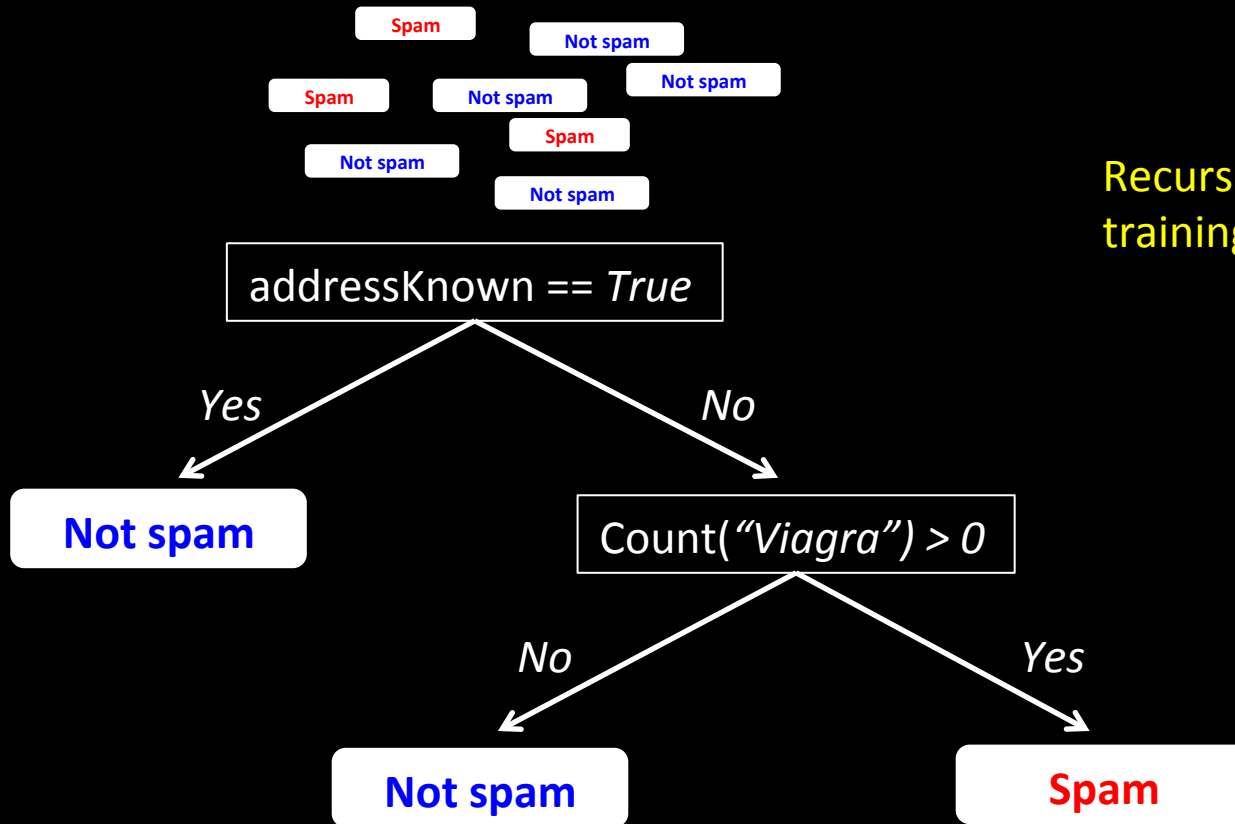 Spam
Not spam
Not spam
Spam
Not spam
Spam
Not spam
Not spam
training
addressKnown == True
Yes
No
Not spam
Count(“Viagra”) > 0
No
Yes
Not spam
Spam